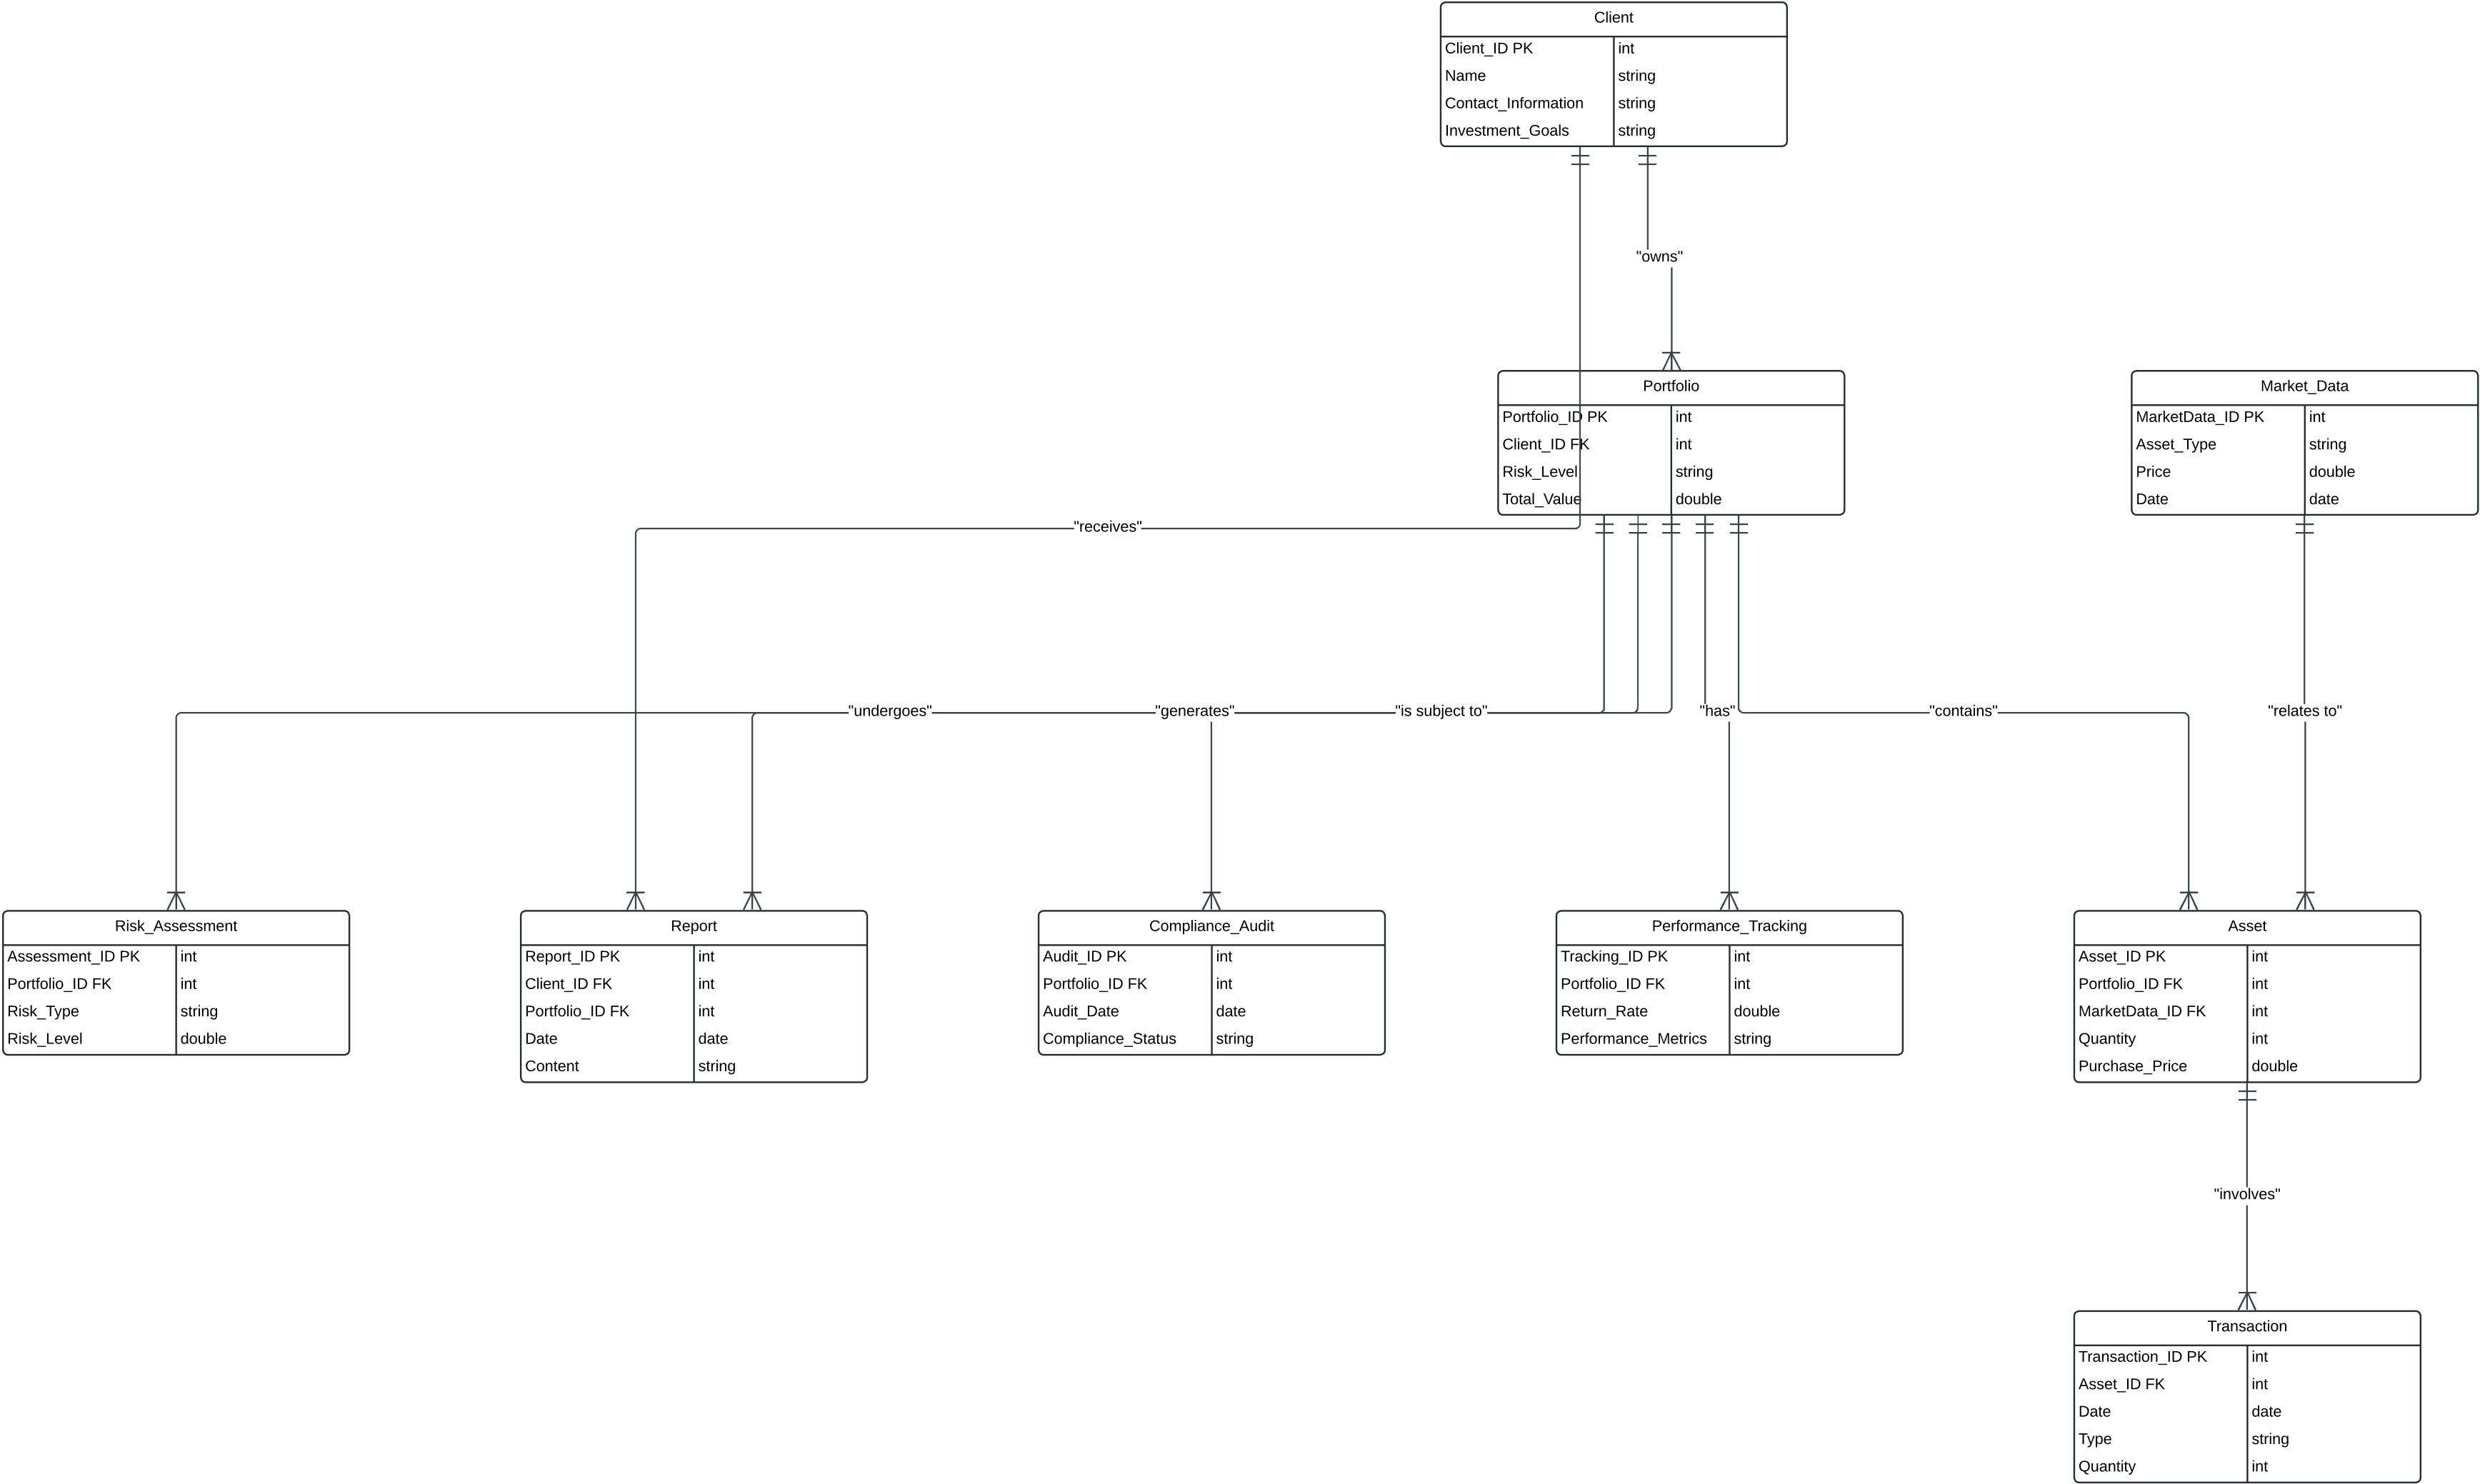 Client
Client_ID PK int
Name string
Contact_Information string
Investment_Goals string
"owns"
Portfolio
Portfolio_ID PK int
Client_ID FK int
Risk_Level string
Total_Value double
Market_Data
MarketData_ID PK int
Asset_Type string
Price double
Date date
"receives"
"undergoes" "generates" "is subject to" "has" "contains" "relates to"
Risk_Assessment
Assessment_ID PK int
Portfolio_ID FK int
Risk_Type string
Risk_Level double
Report
Report_ID PK int
Client_ID FK int
Portfolio_ID FK int
Date date
Content string
Compliance_Audit
Audit_ID PK int
Portfolio_ID FK int
Audit_Date date
Compliance_Status string
Performance_Tracking
Tracking_ID PK int
Portfolio_ID FK int
Return_Rate double
Performance_Metrics string
Asset
Asset_ID PK int
Portfolio_ID FK int
MarketData_ID FK int
Quantity int
Purchase_Price double
"involves"
Transaction
Transaction_ID PK int
Asset_ID FK int
Date date
Type string
Quantity int